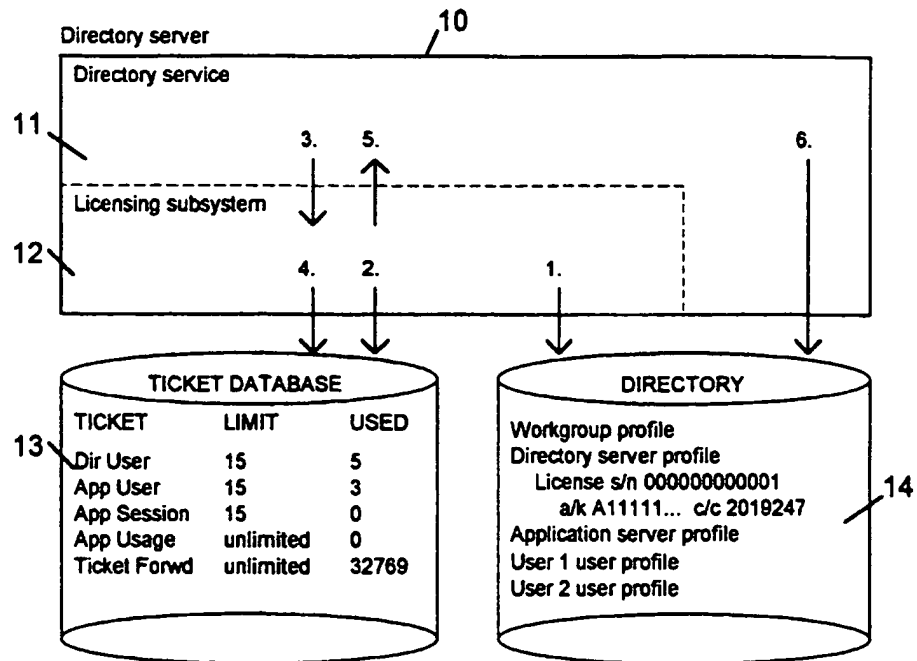 10
Directory server
Directory service
11
3. 5. 6.
Licensing subsystem
12
4. 2. 1.
TICKET DATABASE
TICKET LIMIT USED
13
Dir User 15 5
App User 15 3
App Session 15 0
App Usage unlimited 0
Ticket Forwd unlimited 32769
DIRECTORY
Workgroup profile
Directory server profile
License s/n 000000000001
a/k A11111... c/c 2019247
14
Application server profile
User 1 user profile
User 2 user profile